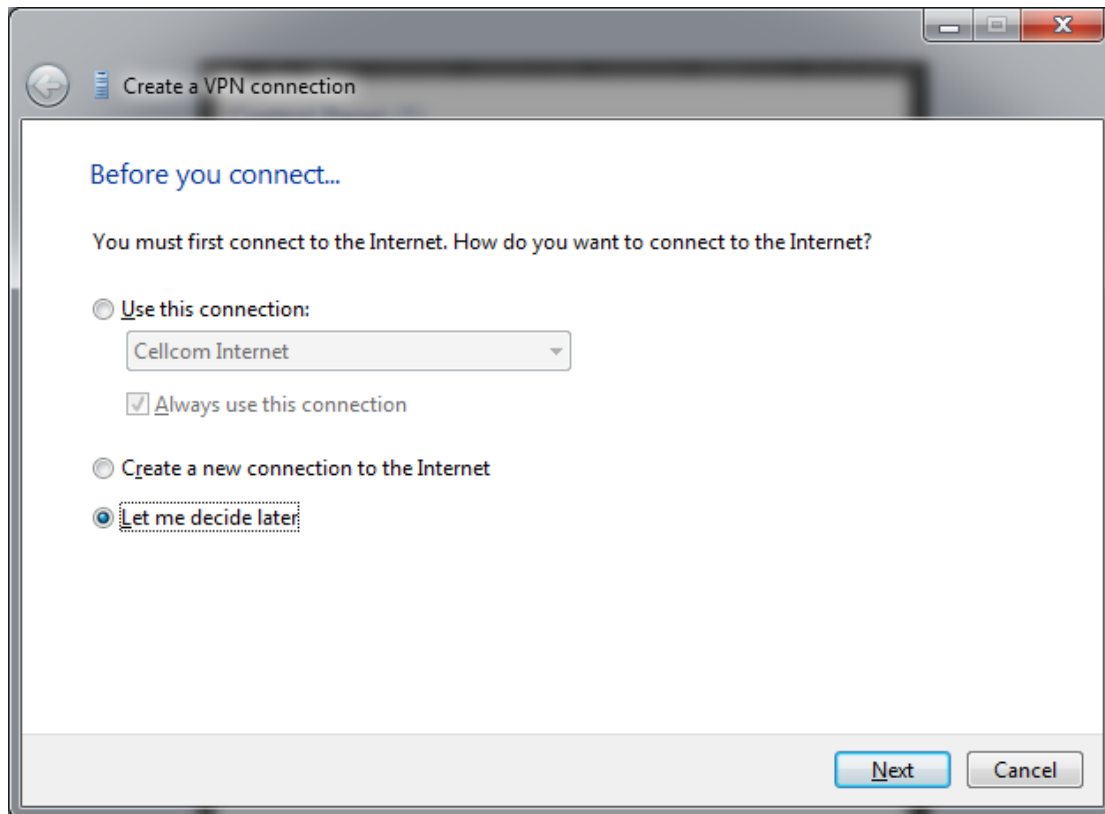 Create a VPN connection
Before you connect...
You must first connect to the Internet. How do you want to connect to the Internet?
Use this connection:
Cellcom Internet
Always use this connection
Create a new connection to the Internet
Let me decide later
Next
Cancel